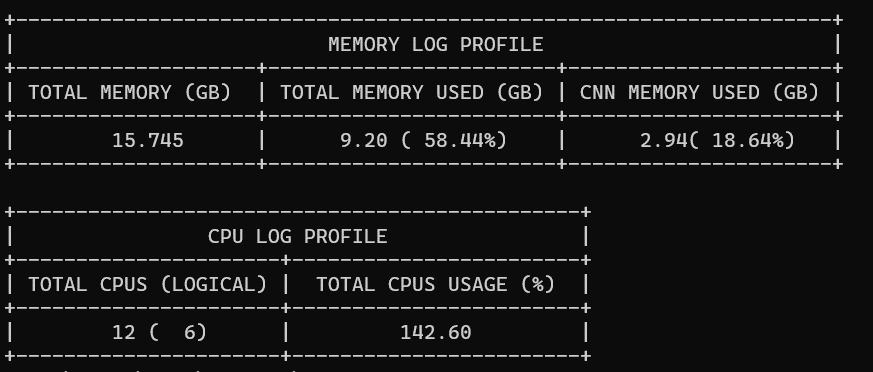 MEMORY LOG PROFILE
TOTAL MEMORY (GB) | TOTAL MEMORY USED (GB) | CNN MEMORY USED (GB)
15.745 | 9.20 ( 58.44%) | 2.94( 18.64%)
CPU LOG PROFILE
TOTAL CPUS (LOGICAL) | TOTAL CPUS USAGE (%)
12 (  6) | 142.60